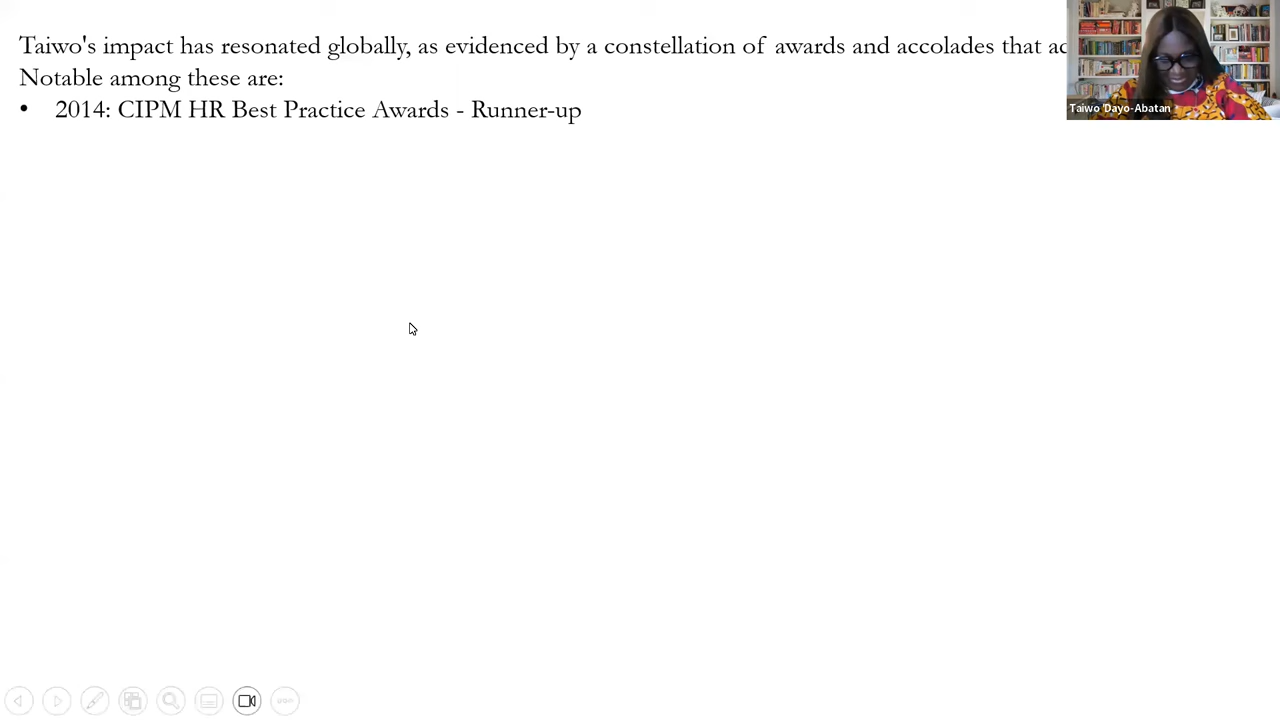 Taiwo's impact has resonated globally, as evidenced by a constellation of awards and accolades that
Notable among these are:
• 2014: CIPM HR Best Practice Awards - Runner-up
Taiwo 'Dayo-Abatan